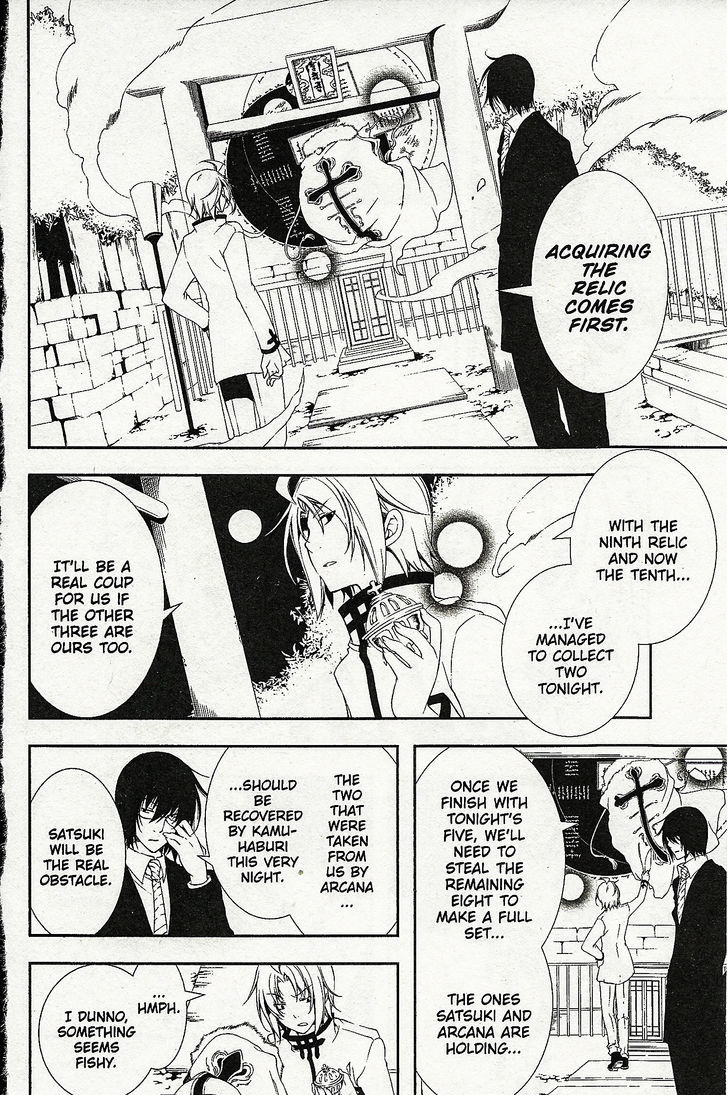 ACQUIRING
THE
RELIC
COMES
FIRST.
WITH THE
NINTH RELIC
AND NOW
THE TENTH...
...I'VE
MANAGED
TO COLLECT
TWO
TONIGHT.
IT'LL BE A
REAL COUP
FOR US IF
THE OTHER
THREE ARE
OURS TOO.
ONCE WE
FINISH WITH
TONIGHT'S
FIVE, WE'LL
NEED TO
STEAL THE
REMAINING
EIGHT TO
MAKE A FULL
SET...
THE ONES
SATSUKI AND
ARCANA ARE
HOLDING...
THE
TWO
THAT
WERE
TAKEN
FROM
US BY
ARCANA
...
...SHOULD
BE
RECOVERED
BY KAMU-
HABURI
THIS VERY
NIGHT.
SATSUKI
WILL BE
THE REAL
OBSTACLE.
...
HMPH.
I DUNNO,
SOMETHING
SEEMS
FISHY.